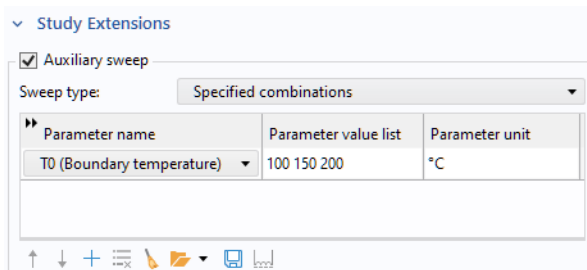 Study Extensions
Auxiliary sweep
Sweep type: Specified combinations
Parameter name Parameter value list Parameter unit
T0 (Boundary temperature) 100 150 200 °C